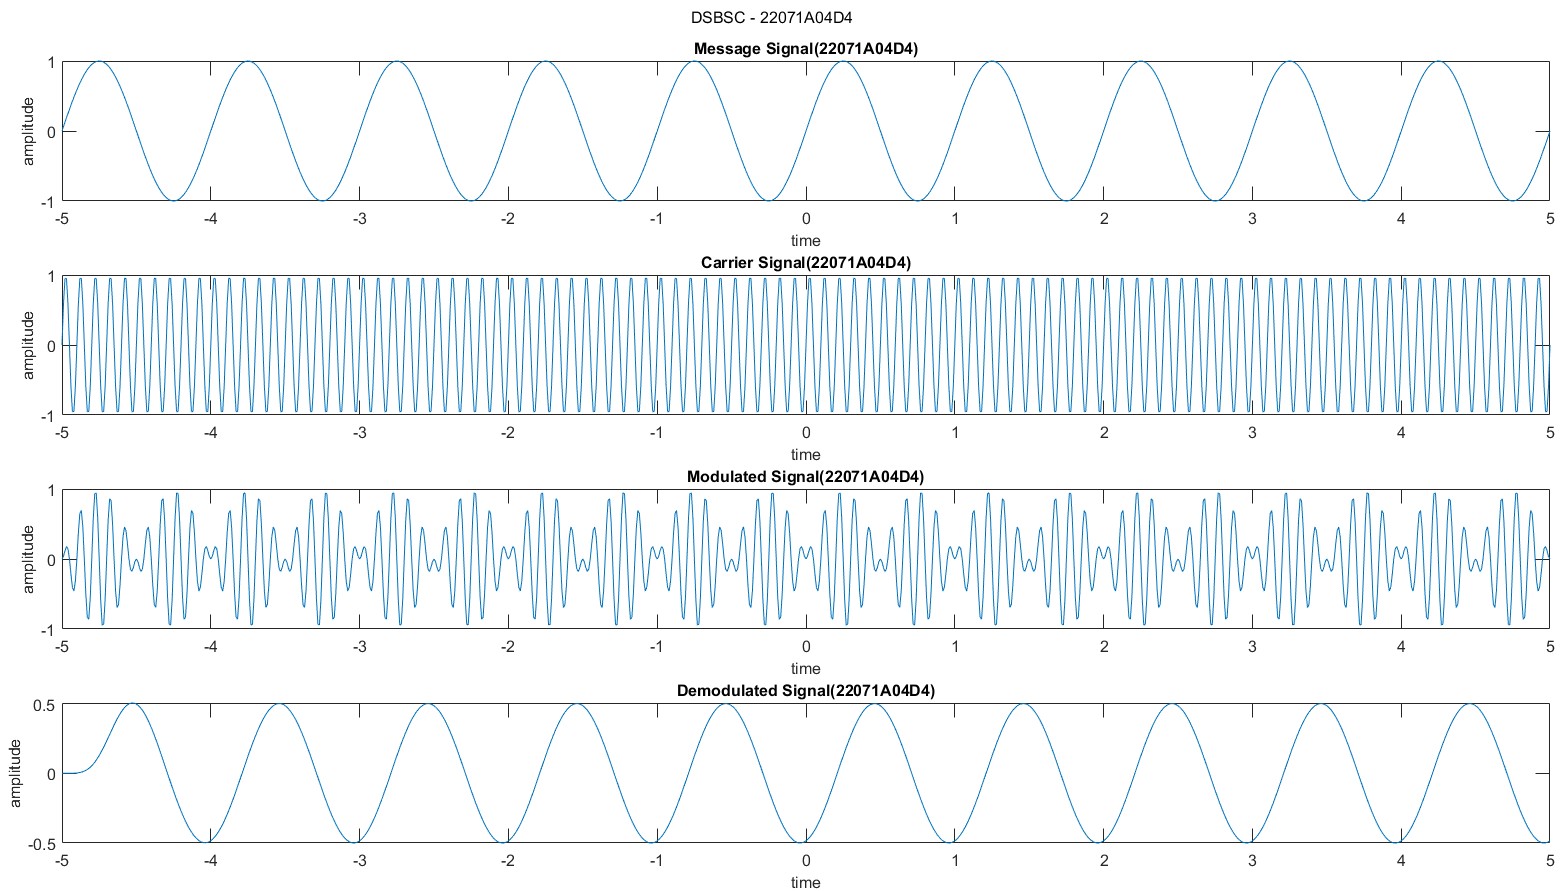 DSBSC - 22071A04D4
Message Signal(22071A04D4)
amplitude
1
0
-1
-5 -4 -3 -2 -1 0 1 2 3 4 5
time
Carrier Signal(22071A04D4)
amplitude
1
0
-1
-5 -4 -3 -2 -1 0 1 2 3 4 5
time
Modulated Signal(22071A04D4)
amplitude
1
0
-1
-5 -4 -3 -2 -1 0 1 2 3 4 5
time
Demodulated Signal(22071A04D4)
amplitude
0.5
0
-0.5
-5 -4 -3 -2 -1 0 1 2 3 4 5
time